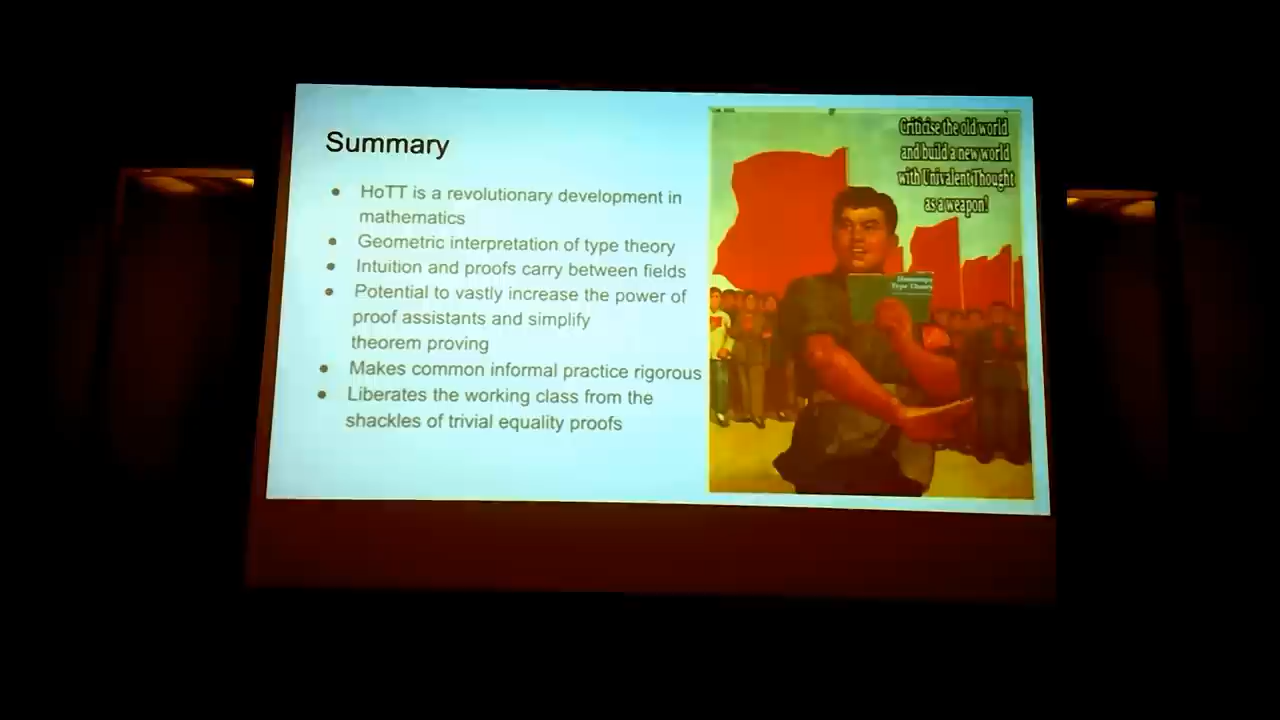 Summary
● HoTT is a revolutionary development in
mathematics
● Geometric interpretation of type theory
● Intuition and proofs carry between fields
● Potential to vastly increase the power of
proof assistants and simplify
theorem proving
● Makes common informal practice rigorous
● Liberates the working class from the
shackles of trivial equality proofs
Criticise the old world
and build a new world
with Univalent Thought
as a weapon!
Homotopy
Type Theory